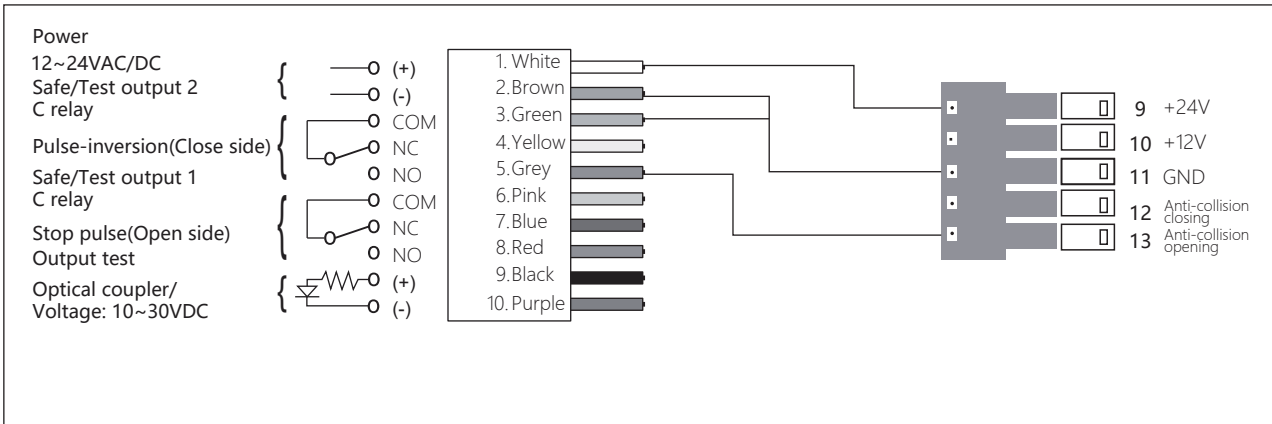 Power
12~24VAC/DC
Safe/Test output 2
C relay
Pulse-inversion(Close side)
Safe/Test output 1
C relay
Stop pulse(Open side)
Output test
Optical coupler/
Voltage: 10~30VDC
(+)
(-)
COM
NC
NO
COM
NC
NO
(+)
(-)
1. White
2. Brown
3. Green
4. Yellow
5. Grey
6. Pink
7. Blue
8. Red
9. Black
10. Purple
9 +24V
10 +12V
11 GND
12 Anti-collision
closing
13 Anti-collision
opening